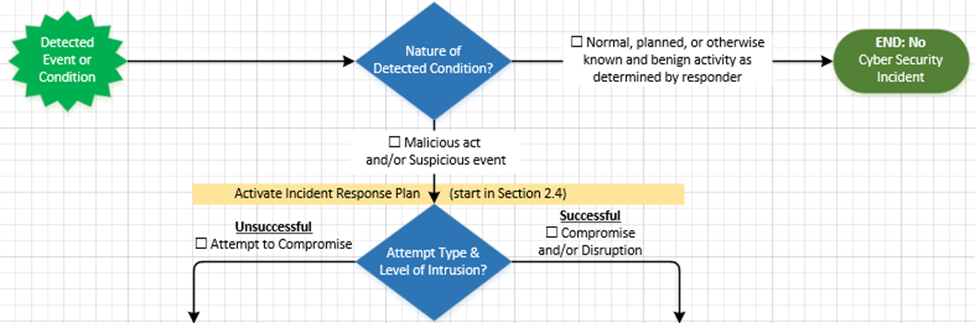 Detected
Event or
Condition
Nature of
Detected Condition?
☐ Normal, planned, or otherwise
known and benign activity as
determined by responder
END: No
Cyber Security
Incident
☐ Malicious act
and/or Suspicious event
Activate Incident Response Plan (start in Section 2.4)
Unsuccessful
☐ Attempt to Compromise
Attempt Type &
Level of Intrusion?
Successful
☐ Compromise
and/or Disruption